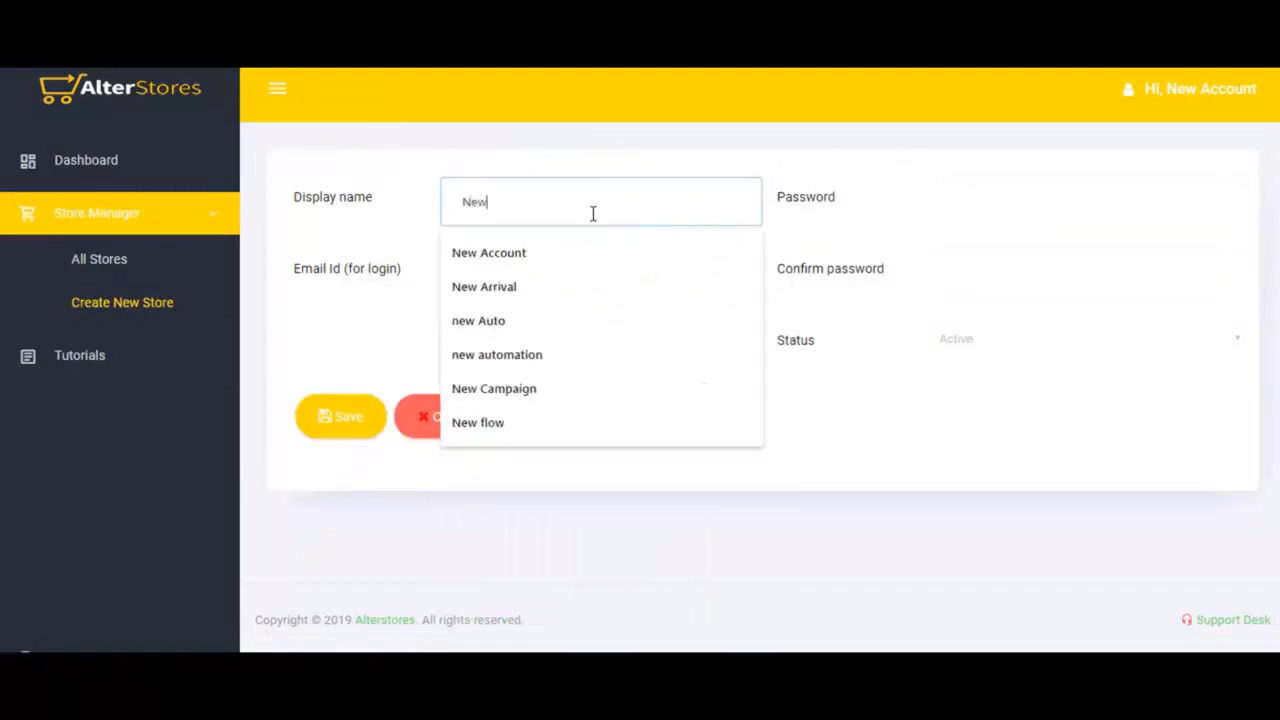 AlterStores
Hi, New Account
Dashboard
Store Manager
All Stores
Create New Store
Tutorials
Display name
New
Password
New Account
New Arrival
new Auto
new automation
New Campaign
New flow
Email Id (for login)
Confirm password
Status
Active
Save
Copyright © 2019 Alterstores. All rights reserved.
Support Desk